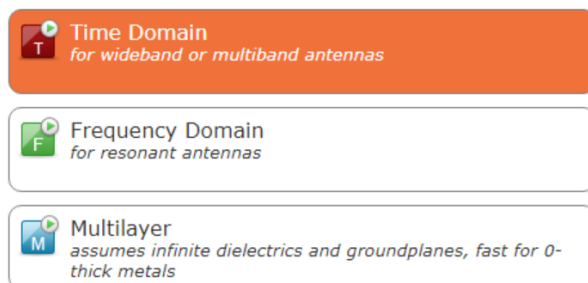 T
Time Domain
for wideband or multiband antennas
F
Frequency Domain
for resonant antennas
M
Multilayer
assumes infinite dielectrics and groundplanes, fast for 0-
thick metals